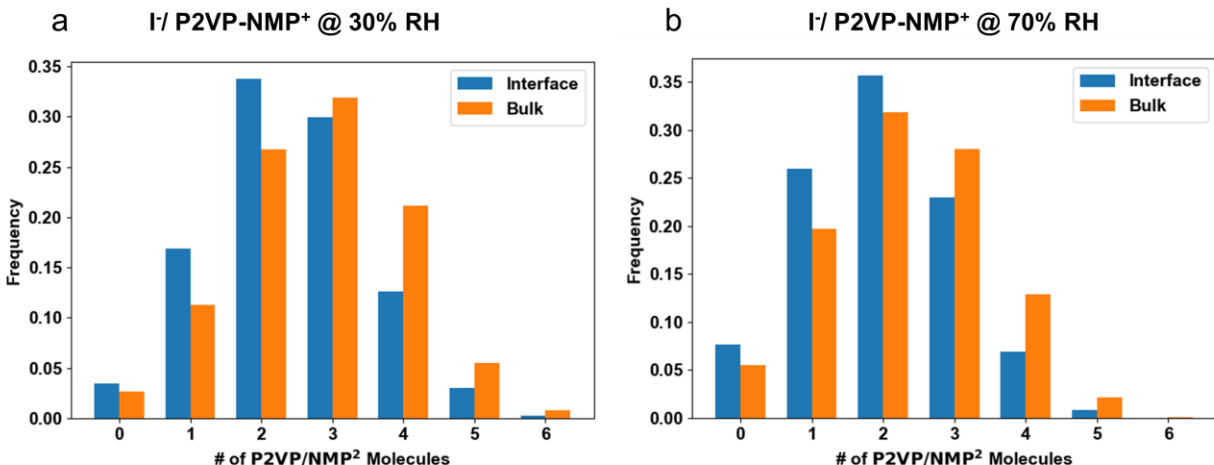 a
I-/ P2VP-NMP+ @ 30% RH
0.35
0.30
0.25
0.20
0.15
0.10
0.05
0.00
Frequency
Interface
Bulk
0 1 2 3 4 5 6
# of P2VP/NMP² Molecules
b
I-/ P2VP-NMP+ @ 70% RH
0.35
0.30
0.25
0.20
0.15
0.10
0.05
0.00
Frequency
Interface
Bulk
0 1 2 3 4 5 6
# of P2VP/NMP² Molecules